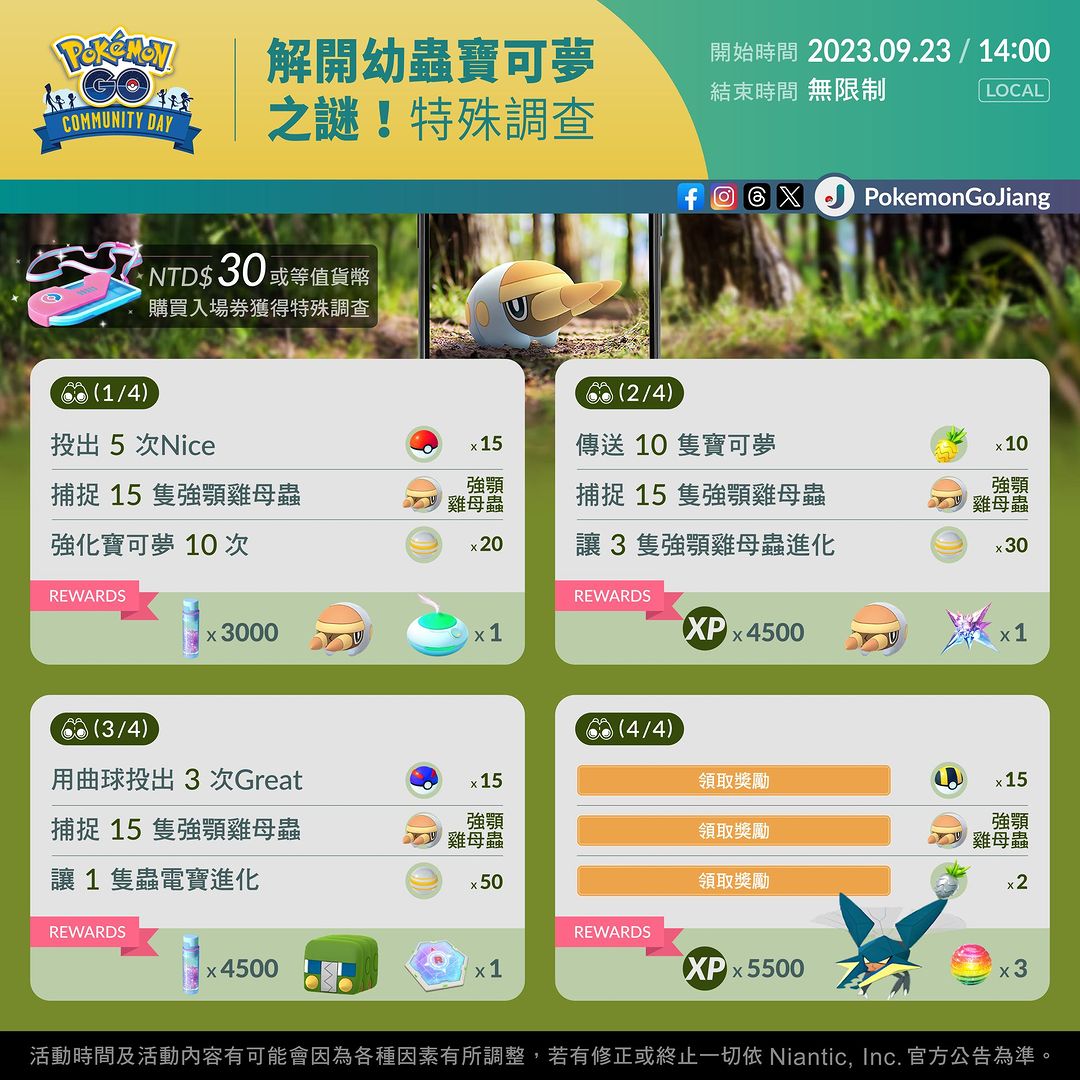 POKÉMON
GO
COMMUNITY DAY
解開幼蟲寶可夢
之謎！特殊調查
開始時間 2023.09.23 / 14:00
結束時間 無限制 LOCAL
PokemonGoJiang
NTD$ 30 或等值貨幣
購買入場券獲得特殊調查
(1/4)
投出 5 次Nice x15
捕捉 15 隻強顎雞母蟲 強顎
雞母蟲
強化寶可夢 10 次 x20
REWARDS
x3000 x1
(2/4)
傳送 10 隻寶可夢 x10
捕捉 15 隻強顎雞母蟲 強顎
雞母蟲
讓 3 隻強顎雞母蟲進化 x30
REWARDS
XP x4500 x1
(3/4)
用曲球投出 3 次Great x15
捕捉 15 隻強顎雞母蟲 強顎
雞母蟲
讓 1 隻蟲電寶進化 x50
REWARDS
x4500 x1
(4/4)
領取獎勵 x15
領取獎勵 強顎
雞母蟲
領取獎勵 x2
REWARDS
XP x5500 x3
活動時間及活動內容有可能會因為各種因素有所調整，若有修正或終止一切依 Niantic, Inc. 官方公告為準。